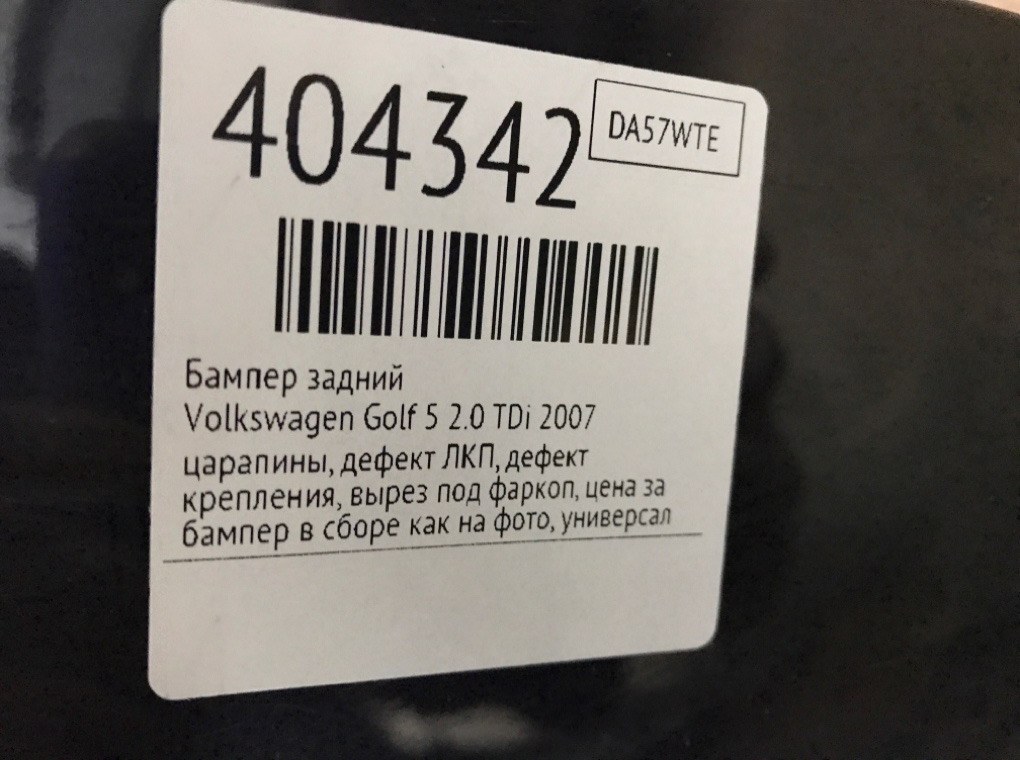 404342
DA57WTE
Бампер задний
Volkswagen Golf 5 2.0 TDi 2007
царапины, дефект ЛКП, дефект
крепления, вырез под фаркоп, цена за
бампер в сборе как на фото, универсал